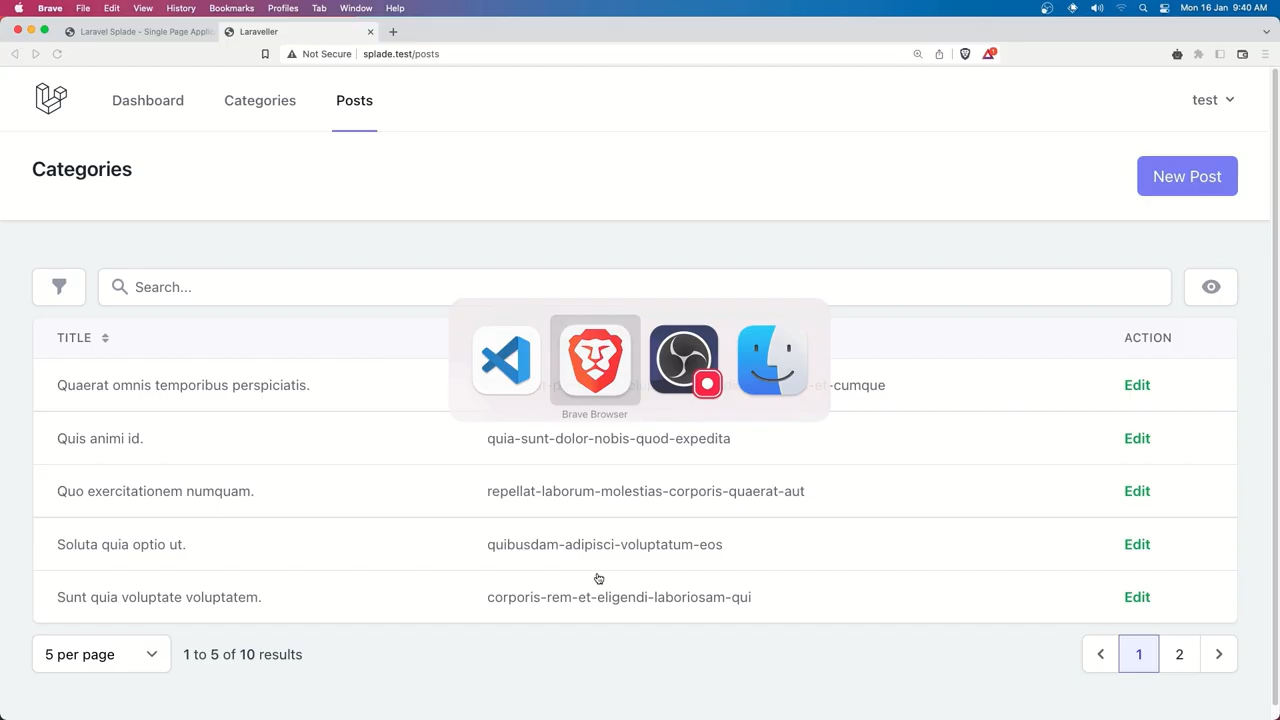 Brave File Edit View History Bookmarks Profiles Tab Window Help Mon 16 Jan 9:40 AM
Laravel Splade - Single Page Applic Laraveller
Not Secure splade.test/posts
Dashboard Categories Posts test
Categories
New Post
Search...
TITLE ACTION
Quaerat omnis temporibus perspiciatis. et-cumque Edit
Brave Browser
Quis animi id. quia-sunt-dolor-nobis-quod-expedita Edit
Quo exercitationem numquam. repellat-laborum-molestias-corporis-quaerat-aut Edit
Soluta quia optio ut. quibusdam-adipisci-voluptatum-eos Edit
Sunt quia voluptate voluptatem. corporis-rem-et-eligendi-laboriosam-qui Edit
5 per page 1 to 5 of 10 results 1 2